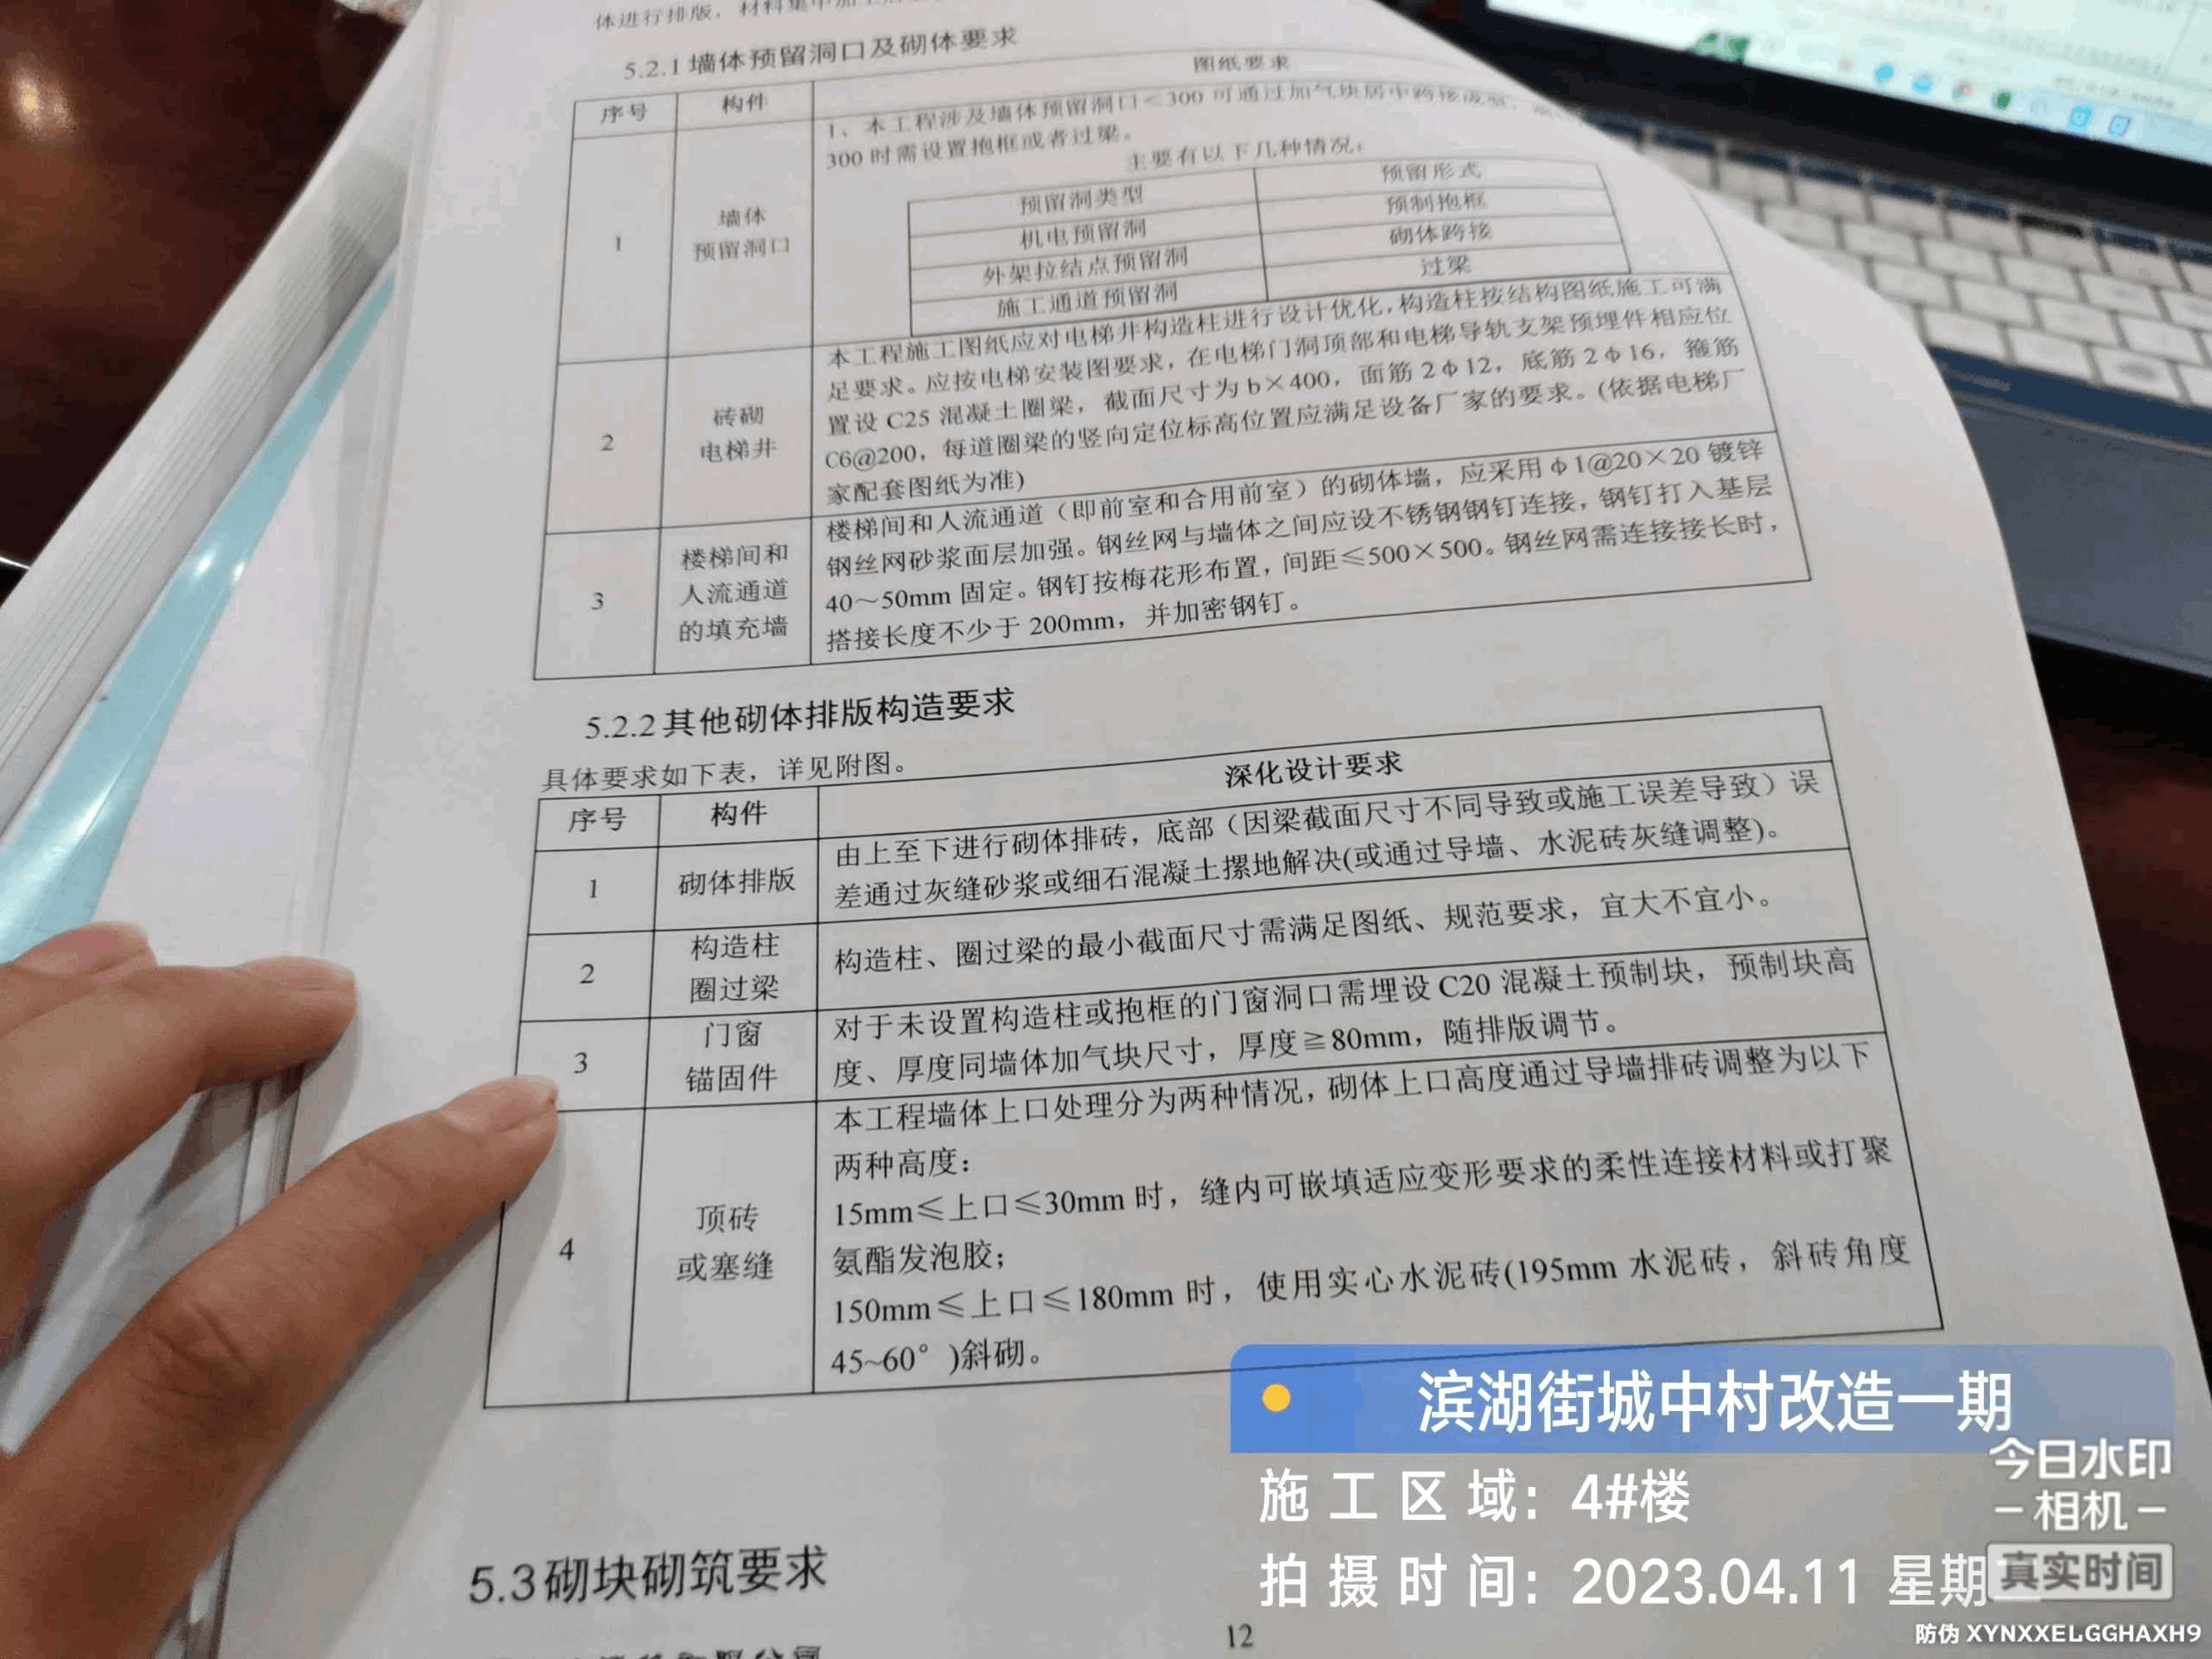 体进行排版，材料集中加工
5.2.1墙体预留洞口及砌体要求
序号 构件 图纸要求
1 墙体 预留洞口
1、本工程涉及墙体预留洞口<300 可通过加气块居中跨接
300 时需设置抱框或者过梁。
主要有以下几种情况：
预留洞类型 预留形式
机电预留洞 预制抱框
外架拉结点预留洞 砌体跨接
施工通道预留洞 过梁
2 砖砌 电梯井
本工程施工图纸应对电梯井构造柱进行设计优化，构造柱按结构图纸施工可满
足要求。应按电梯安装图要求，在电梯门洞顶部和电梯导轨支架预埋件相应位
置设 C25 混凝土圈梁，截面尺寸为 b×400，面筋 2φ12，底筋 2φ16，箍筋
C6@200，每道圈梁的竖向定位标高位置应满足设备厂家的要求。(依据电梯厂
家配套图纸为准)
3 楼梯间和 人流通道 的填充墙
楼梯间和人流通道（即前室和合用前室）的砌体墙，应采用φ1@20×20 镀锌
钢丝网砂浆面层加强。钢丝网与墙体之间应设不锈钢钢钉连接，钢钉打入基层
40～50mm 固定。钢钉按梅花形布置，间距≤500×500。钢丝网需连接接长时，
搭接长度不少于 200mm，并加密钢钉。
5.2.2其他砌体排版构造要求
具体要求如下表，详见附图。
序号 构件 深化设计要求
1 砌体排版
由上至下进行砌体排砖，底部（因梁截面尺寸不同导致或施工误差导致）误
差通过灰缝砂浆或细石混凝土摞地解决(或通过导墙、水泥砖灰缝调整)。
2 构造柱 圈过梁
构造柱、圈过梁的最小截面尺寸需满足图纸、规范要求，宜大不宜小。
3 门窗 锚固件
对于未设置构造柱或抱框的门窗洞口需埋设 C20 混凝土预制块，预制块高
度、厚度同墙体加气块尺寸，厚度≧80mm，随排版调节。
4 顶砖 或塞缝
本工程墙体上口处理分为两种情况，砌体上口高度通过导墙排砖调整为以下
两种高度：
15mm≤上口≤30mm 时，缝内可嵌填适应变形要求的柔性连接材料或打聚
氨酯发泡胶；
150mm≤上口≤180mm 时，使用实心水泥砖(195mm 水泥砖，斜砖角度
45~60°)斜砌。
5.3砌块砌筑要求
12
滨湖街城中村改造一期
施工区域：4#楼
拍摄时间：2023.04.11 星期二
今日水印
相机
真实时间
防伪 XYNXXELGGHAXH9